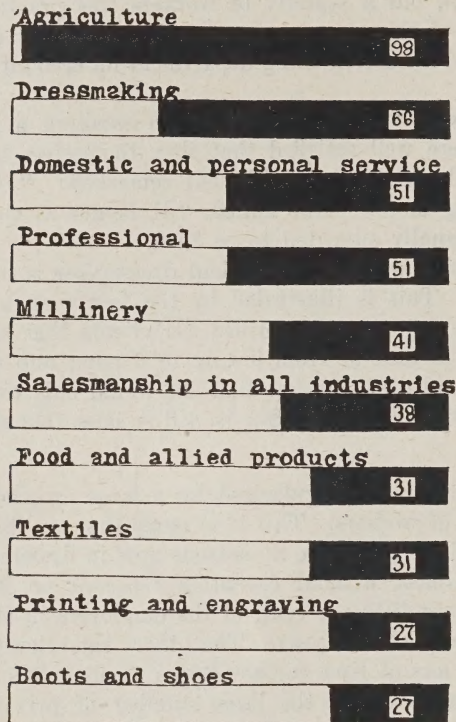 Agriculture
98
Dressmaking
66
Domestic and personal service
51
Professional
51
Millinery
41
Salesmanship in all industries
38
Food and allied products
31
Textiles
31
Printing and engraving
27
Boots and shoes
27